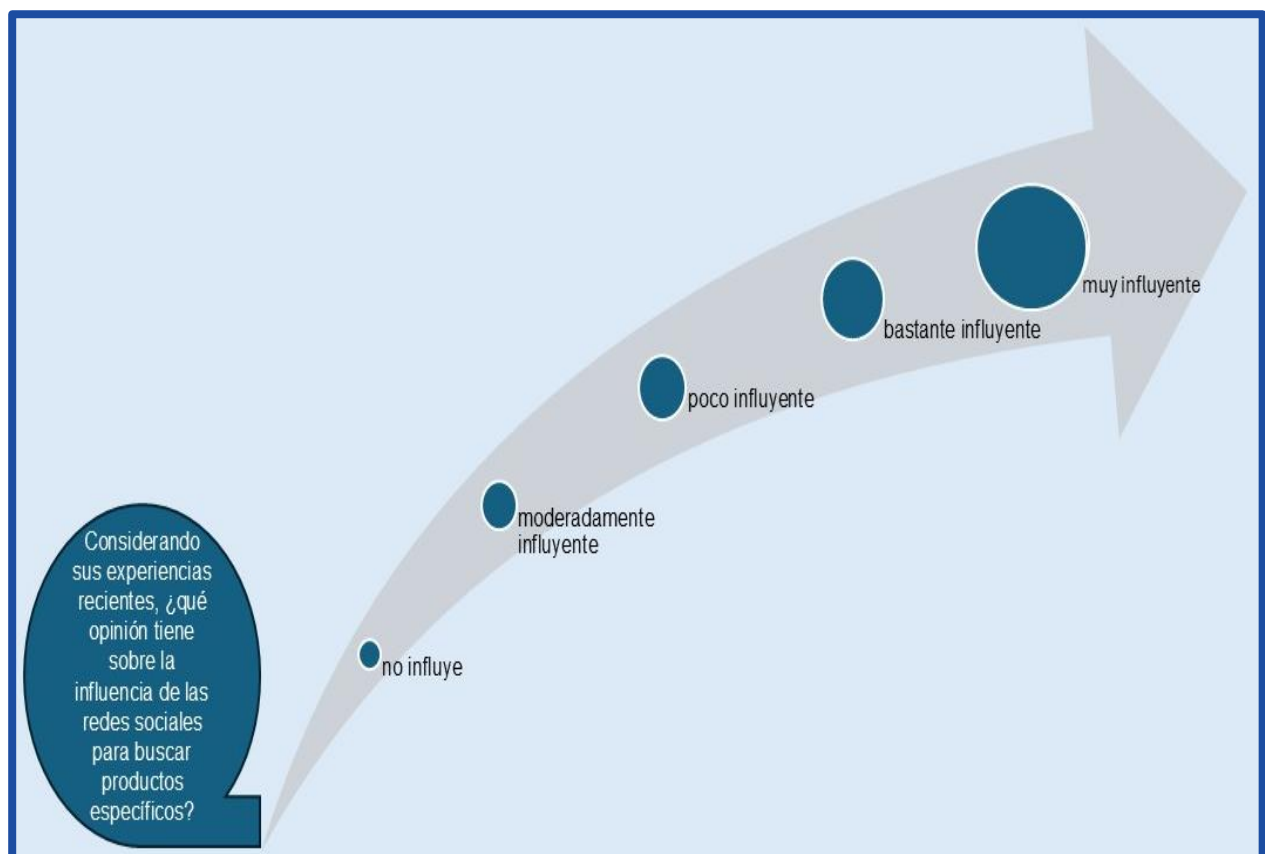 Considerando
sus experiencias
recientes, ¿qué
opinión tiene
sobre la
influencia de las
redes sociales
para buscar
productos
específicos?
no influye
moderadamente
influyente
poco influyente
bastante influyente
muy influyente